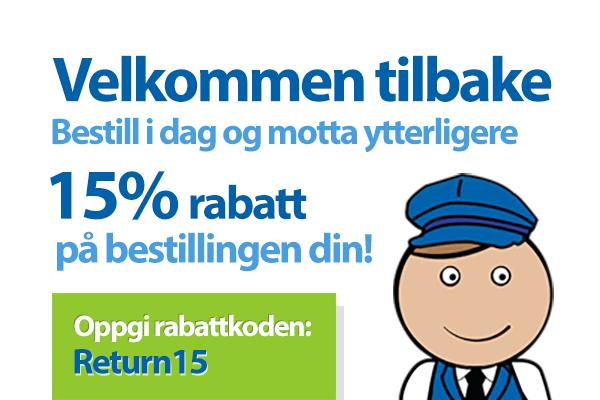 Velkommen tilbake
Bestill i dag og motta ytterligere
15% rabatt
på bestillingen din!
Oppgi rabattkoden:
Return15